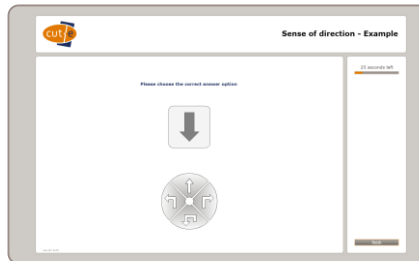 cut-e
Sense of direction - Example
25 seconds left
Please choose the correct answer option
Next